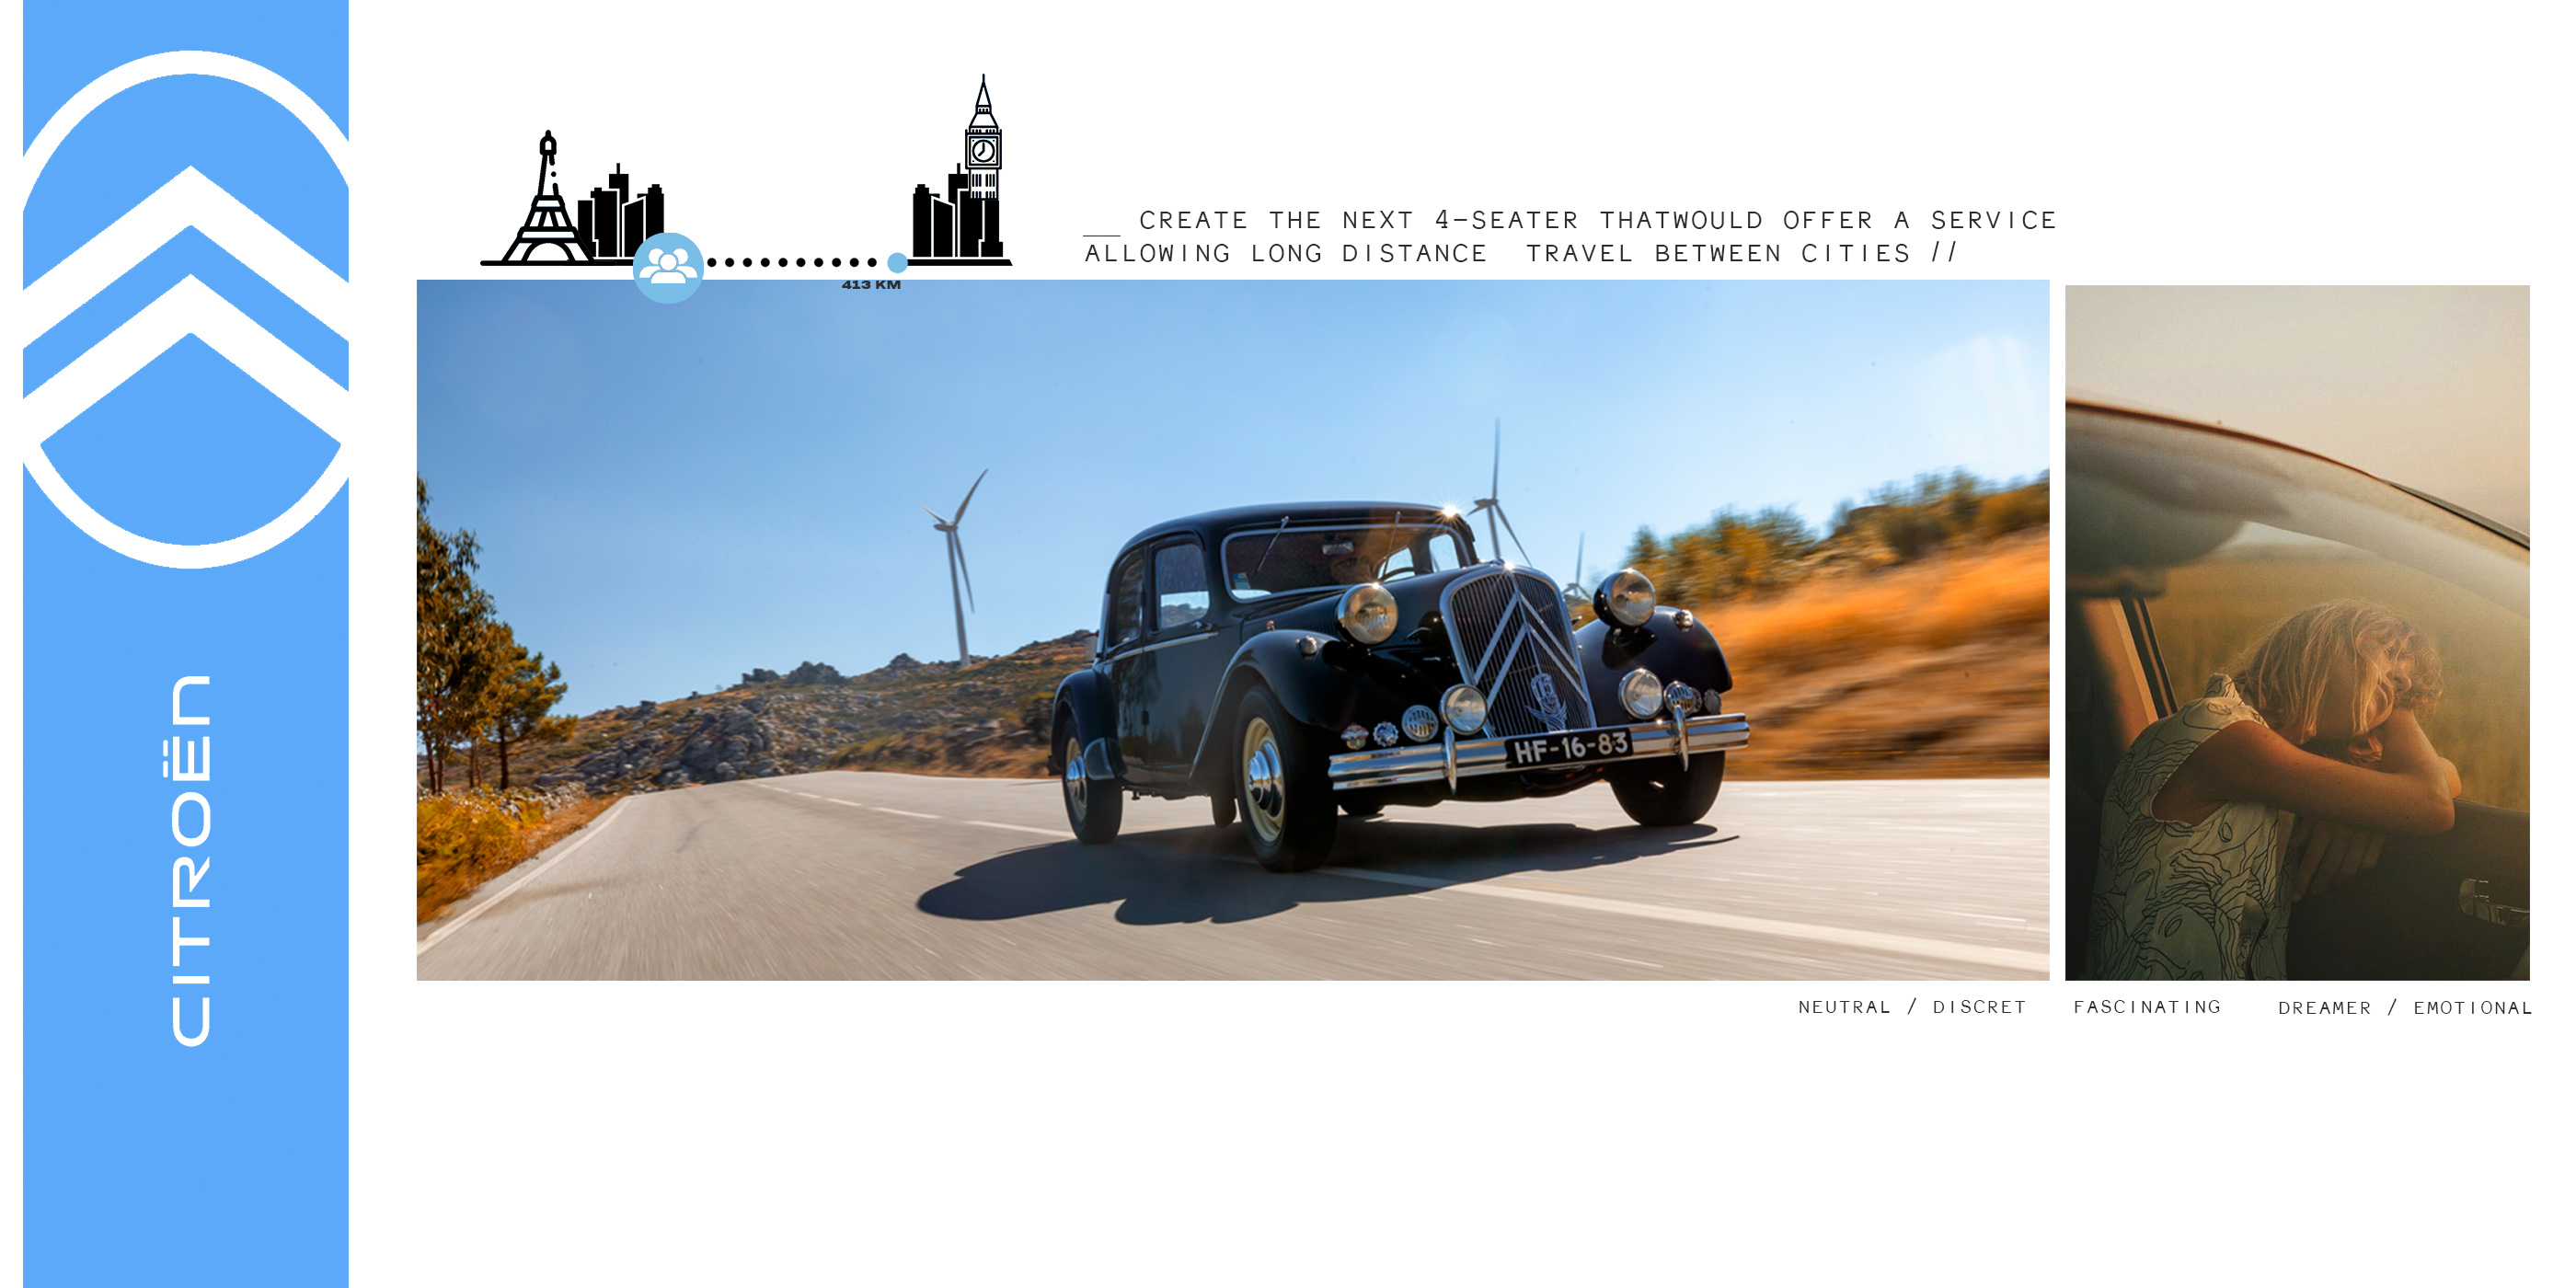 CITROËN
__ CREATE THE NEXT 4-SEATER THATWOULD OFFER A SERVICE
ALLOWING LONG DISTANCE TRAVEL BETWEEN CITIES //
413 KM
HF-16-83
NEUTRAL / DISCRET
FASCINATING
DREAMER / EMOTIONAL